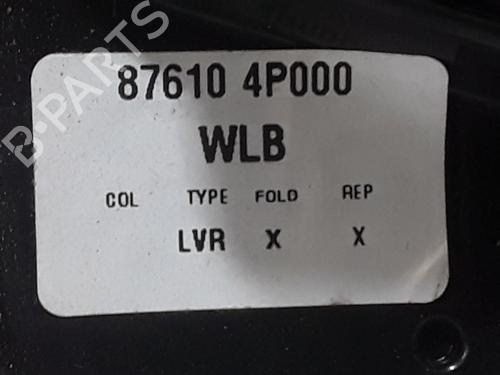 B-PARTS
87610 4P000
WLB
COL TYPE FOLD REP
LVR X X